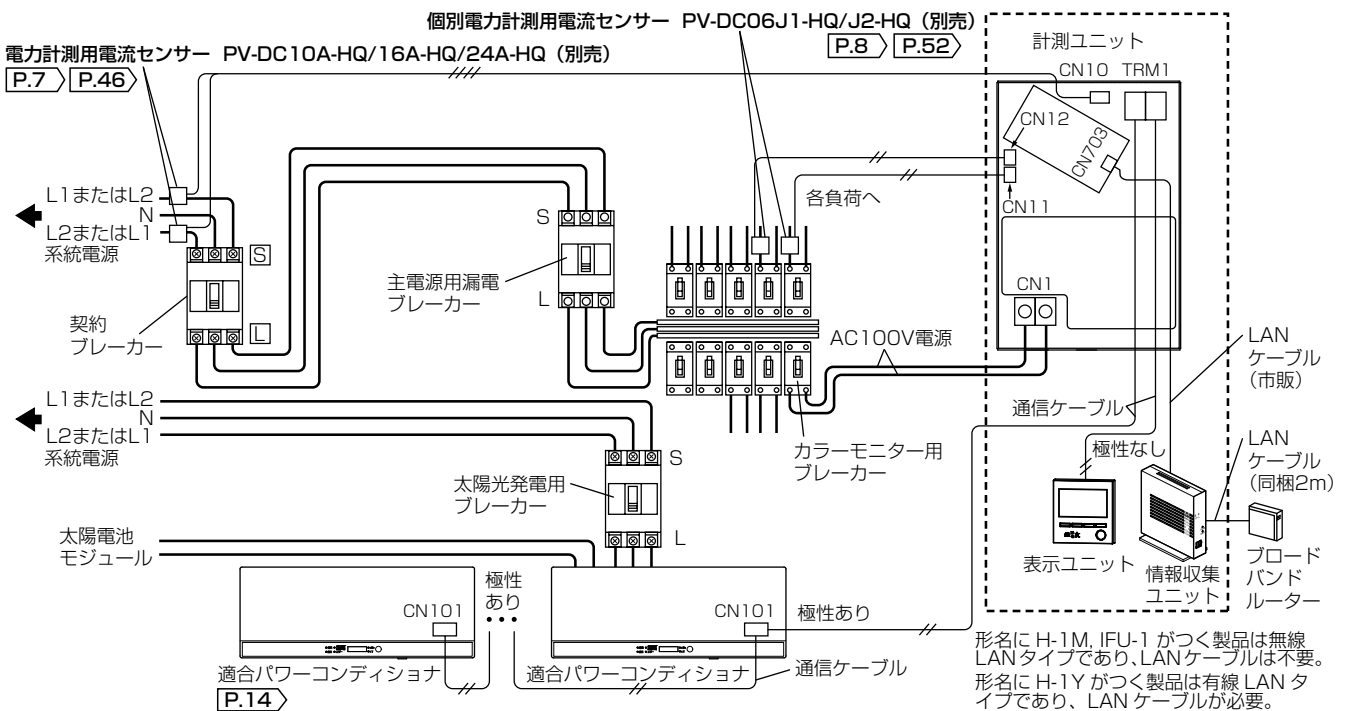 個別電力計測用電流センサー PV-DC06J1-HQ/J2-HQ（別売）
P.8 P.52
電力計測用電流センサー PV-DC10A-HQ/16A-HQ/24A-HQ（別売）
P.7 P.46
計測ユニット
CN10 TRM1
CN12
CN703
CN11
CN1
L1またはL2
N
L2またはL1
系統電源
S
L
契約
ブレーカー
S
L
主電源用漏電
ブレーカー
各負荷へ
AC100V電源
LAN
ケーブル
（市販）
通信ケーブル
極性なし
LAN
ケーブル
（同梱2m）
カラーモニター用
ブレーカー
L1またはL2
N
L2またはL1
系統電源
S
L
太陽光発電用
ブレーカー
太陽電池
モジュール
表示ユニット
情報収集
ユニット
ブロード
バンド
ルーター
CN101
極性
あり
CN101
極性あり
適合パワーコンディショナ
P.14
適合パワーコンディショナ
通信ケーブル
形名に H-1M, IFU-1 がつく製品は無線
LANタイプであり、LANケーブルは不要。
形名に H-1Y がつく製品は有線 LAN タ
イプであり、LAN ケーブルが必要。